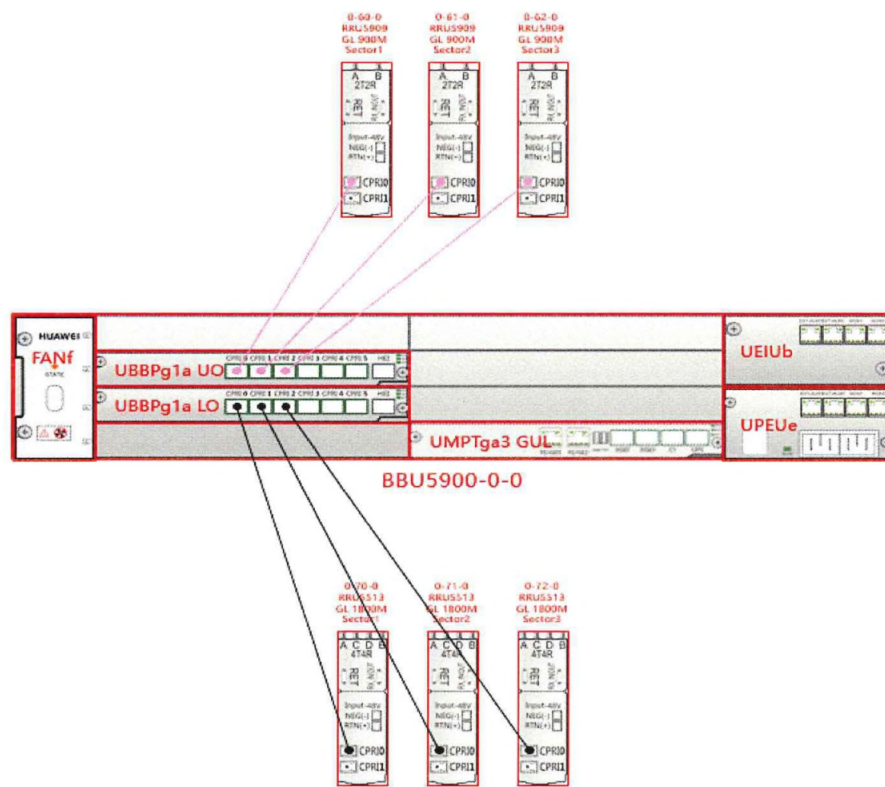 0-60-0
RRU5909
GL 900M
Sector1
0-61-0
RRU5909
GL 900M
Sector2
0-62-0
RRU5909
GL 900M
Sector3
A B
2T2R
RET
Input-48V
NEG(-)
RTN(+)
CPRI0
CPRI1
A B
2T2R
RET
Input-48V
NEG(-)
RTN(+)
CPRI0
CPRI1
A B
2T2R
RET
Input-48V
NEG(-)
RTN(+)
CPRI0
CPRI1
HUAWEI
FANf
STATE
UBBPg1a UO
CPRI 0 CPRI 1 CPRI 2 CPRI 3 CPRI 4 CPRI 5 HEI
UBBPg1a LO
CPRI 0 CPRI 1 CPRI 2 CPRI 3 CPRI 4 CPRI 5 HEI
UMPTga3 GUL
UEIUb
UPEUe
BBU5900-0-0
0-70-0
RRU5513
GL 1800M
Sector1
0-71-0
RRU5513
GL 1800M
Sector2
0-72-0
RRU5513
GL 1800M
Sector3
A C D B
4T4R
RET
Input-48V
NEG(-)
RTN(+)
CPRI0
CPRI1
A C D B
4T4R
RET
Input-48V
NEG(-)
RTN(+)
CPRI0
CPRI1
A C D B
4T4R
RET
Input-48V
NEG(-)
RTN(+)
CPRI0
CPRI1